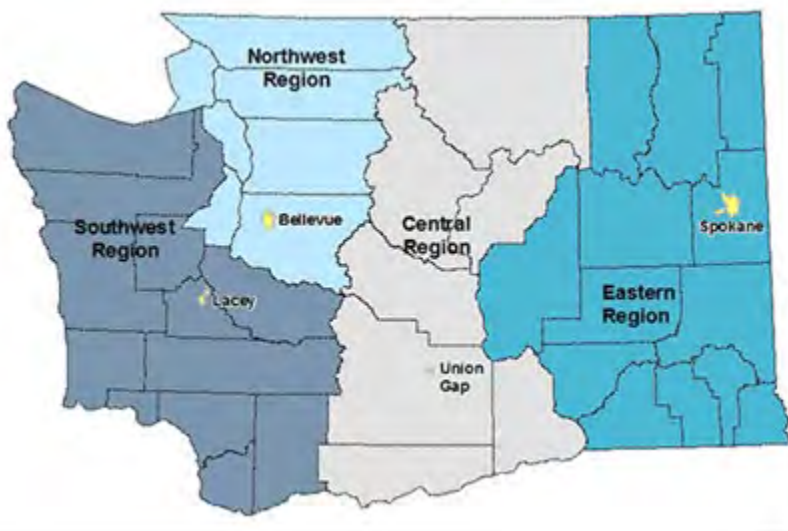 Northwest
Region
Southwest
Region
Bellevue
Central
Region
Spokane
Lacey
Eastern
Region
Union
Gap